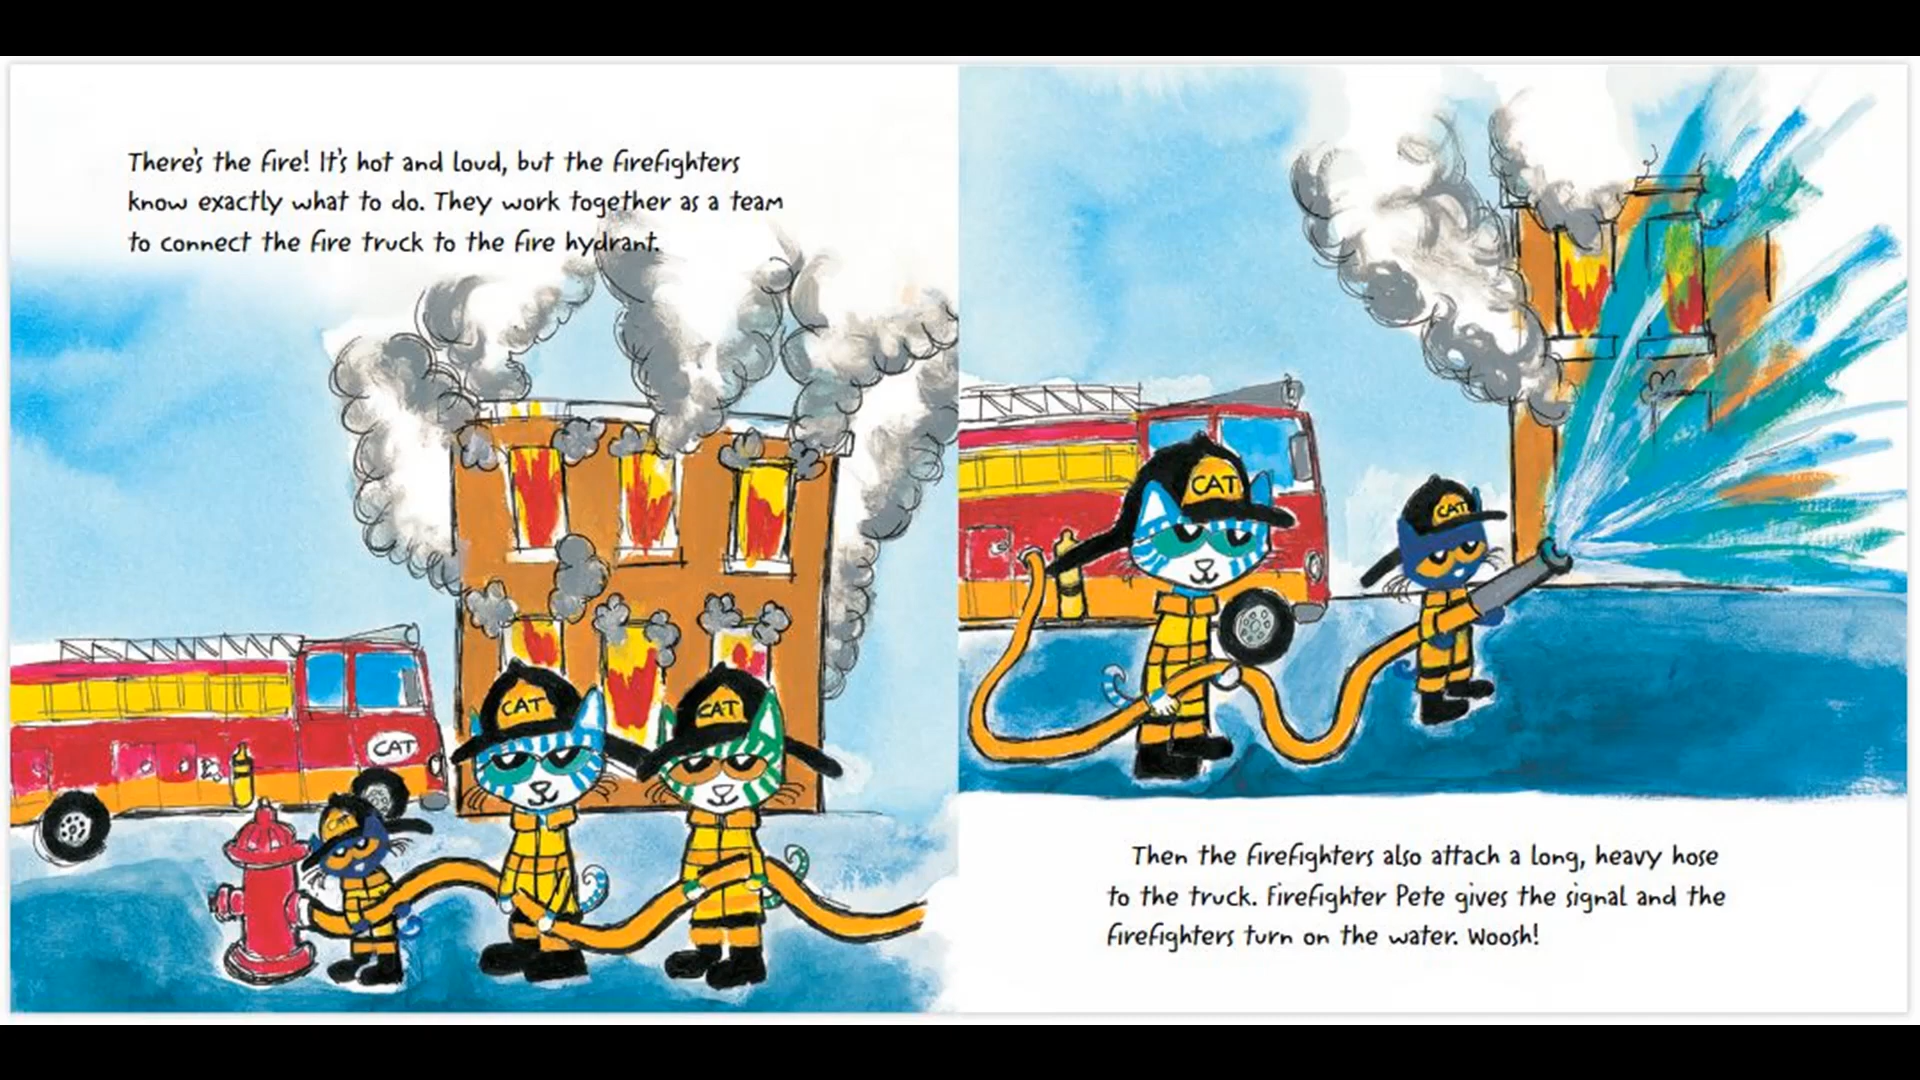 There's the fire! It's hot and loud, but the firefighters
know exactly what to do. They work together as a team
to connect the fire truck to the fire hydrant.
CAT
CAT
CAT
CAT
CAT
CAT
Then the firefighters also attach a long, heavy hose
to the truck. Firefighter Pete gives the signal and the
firefighters turn on the water. Woosh!